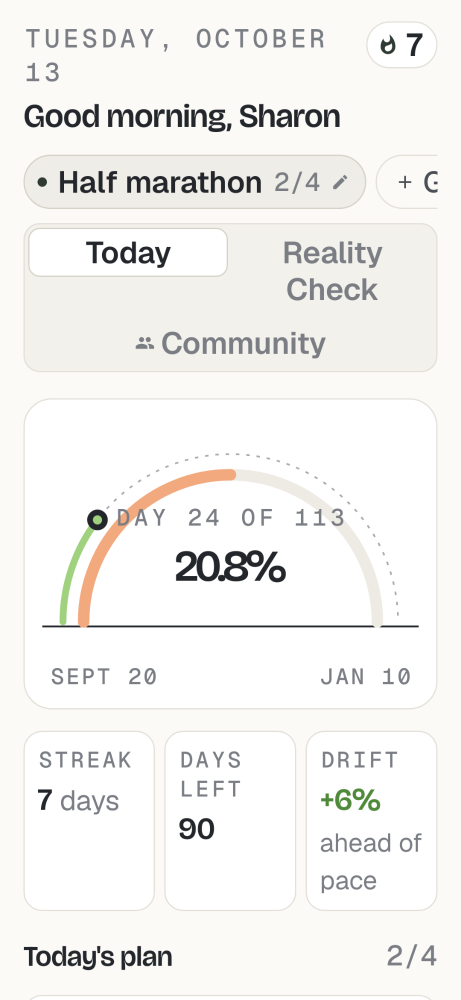 TUESDAY, OCTOBER
13
7
Good morning, Sharon
Half marathon 2/4
+ G
Today
Reality
Check
Community
DAY 24 OF 113
20.8%
SEPT 20
JAN 10
STREAK
7 days
DAYS
LEFT
90
DRIFT
+6%
ahead of
pace
Today's plan
2/4